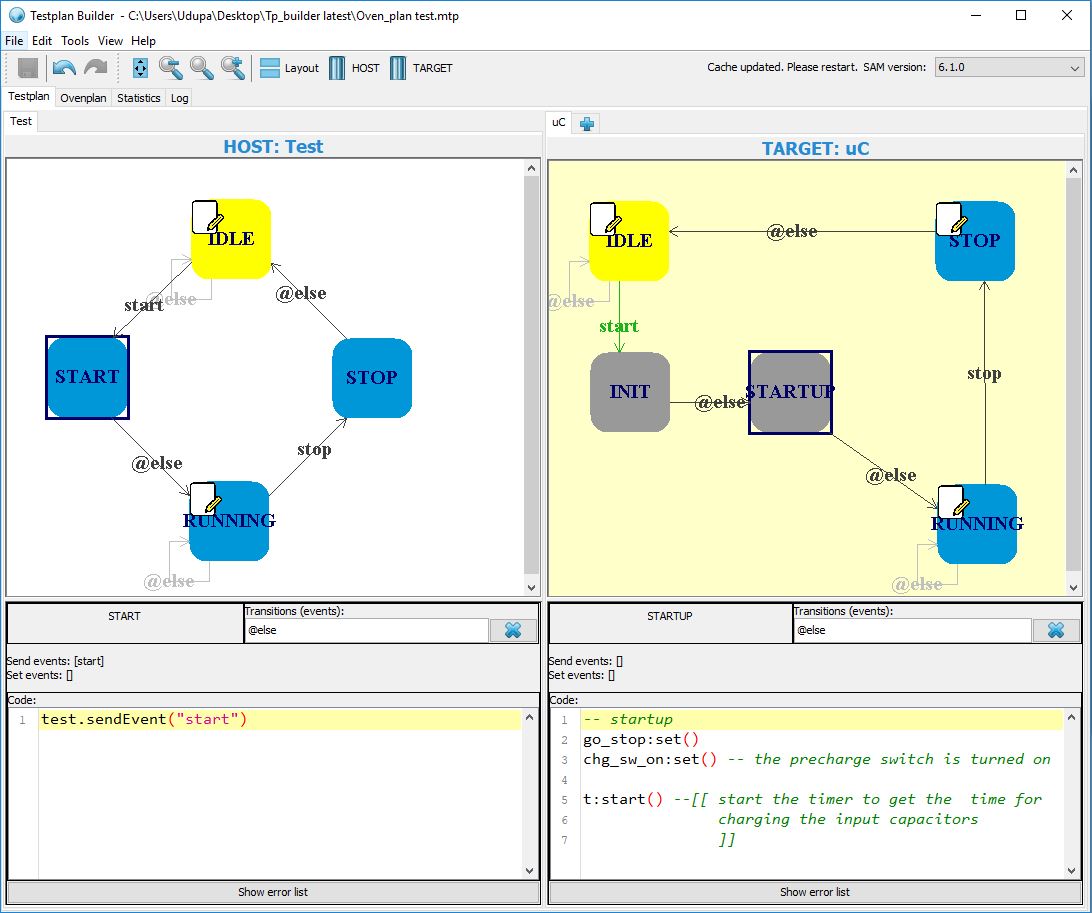 Testplan Builder - C:\Users\Udupa\Desktop\Tp_builder latest\Oven_plan test.mtp
File Edit Tools View Help
Layout HOST TARGET Cache updated. Please restart. SAM version: 6.1.0
Testplan Ovenplan Statistics Log
Test
HOST: Test
IDLE
@else
start
@else
START
STOP
@else
stop
RUNNING
@else
uC
TARGET: uC
IDLE
@else
STOP
@else
start
stop
INIT
@else
STARTUP
@else
RUNNING
@else
START
Transitions (events):
@else
Send events: [start]
Set events: []
Code:
1 test.sendEvent("start")
Show error list
STARTUP
Transitions (events):
@else
Send events: []
Set events: []
Code:
1 -- startup
2 go_stop:set()
3 chg_sw_on:set() -- the precharge switch is turned on
4
5 t:start() --[[ start the timer to get the  time for
6 charging the input capacitors
7 ]]
Show error list